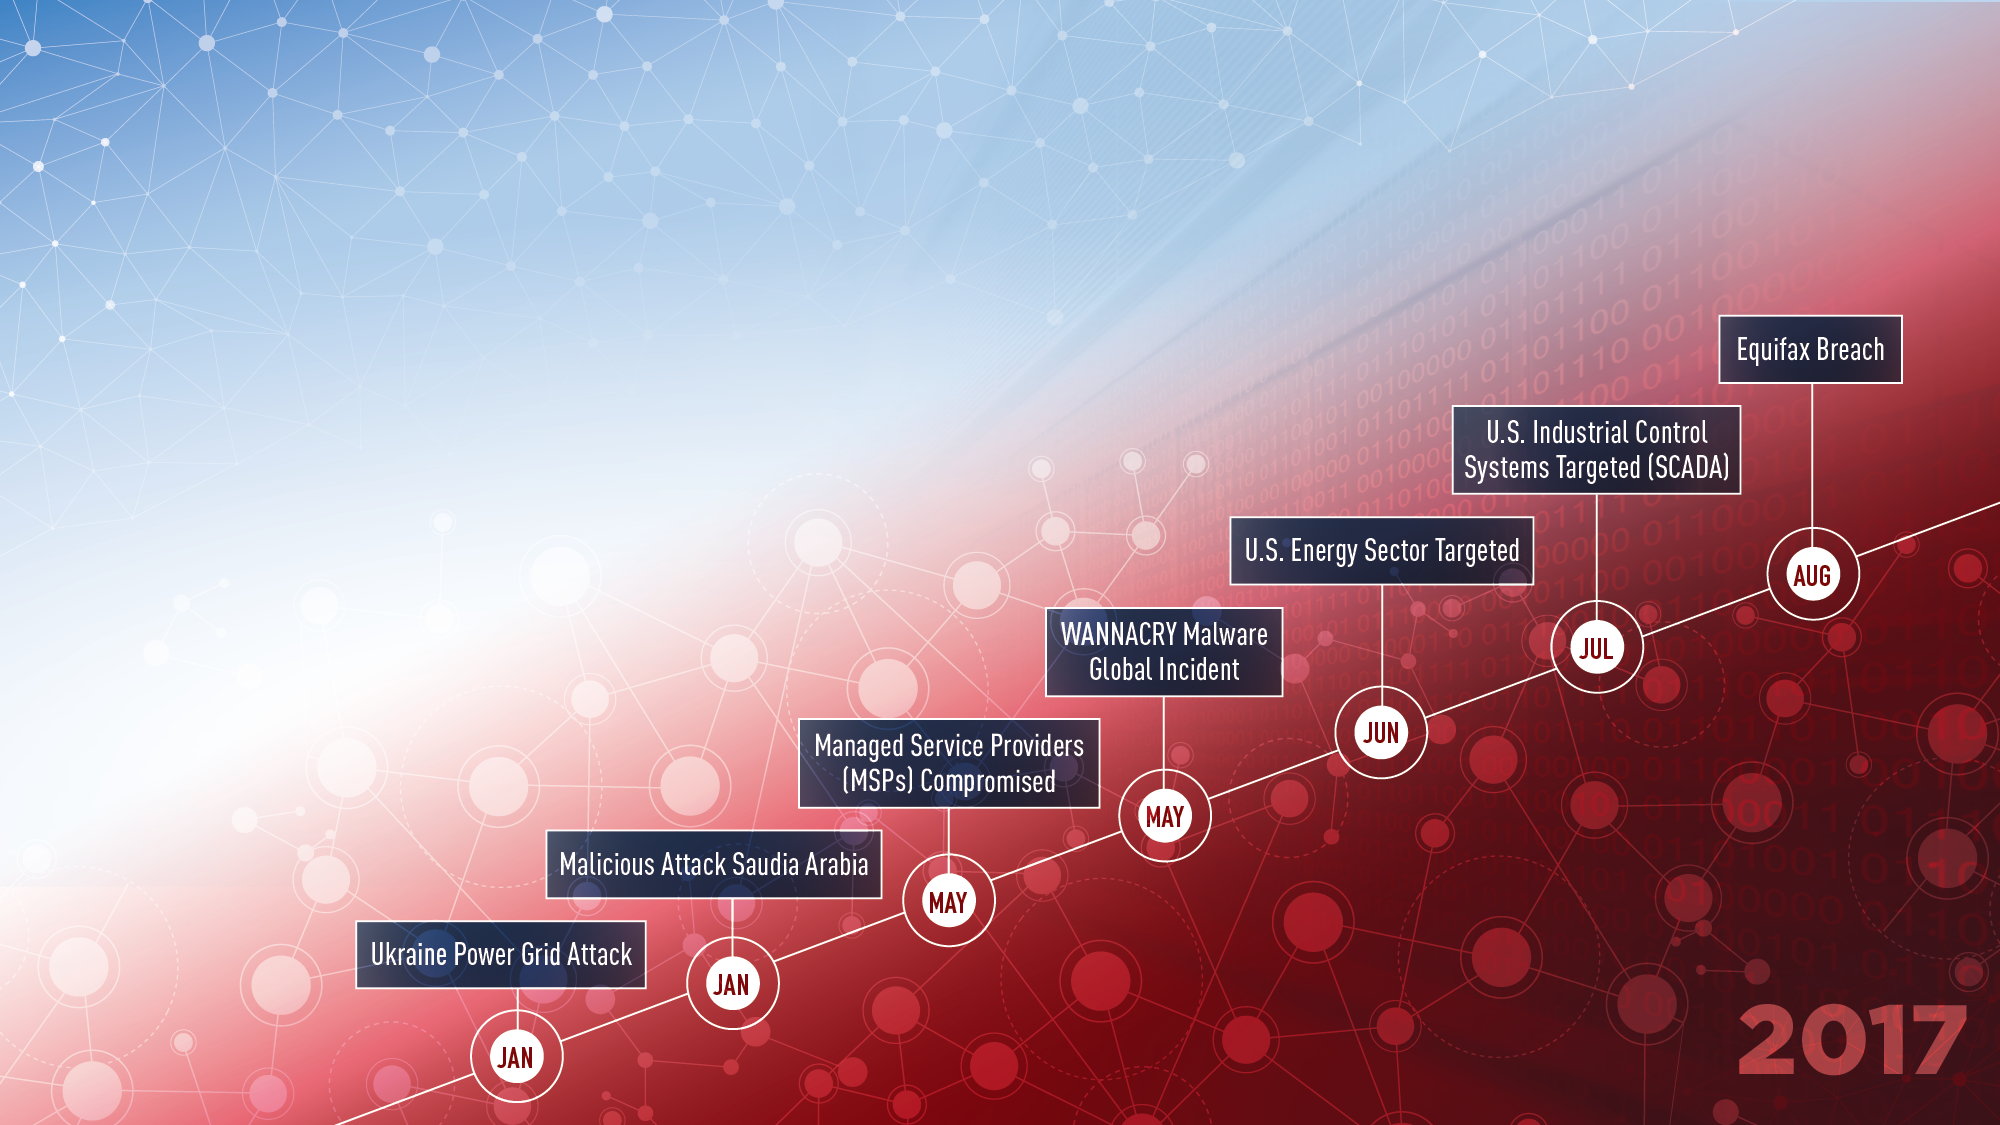 Ukraine Power Grid Attack
JAN
Malicious Attack Saudia Arabia
JAN
Managed Service Providers
(MSPs) Compromised
MAY
WANNACRY Malware
Global Incident
MAY
U.S. Energy Sector Targeted
JUN
U.S. Industrial Control
Systems Targeted (SCADA)
JUL
Equifax Breach
AUG
2017